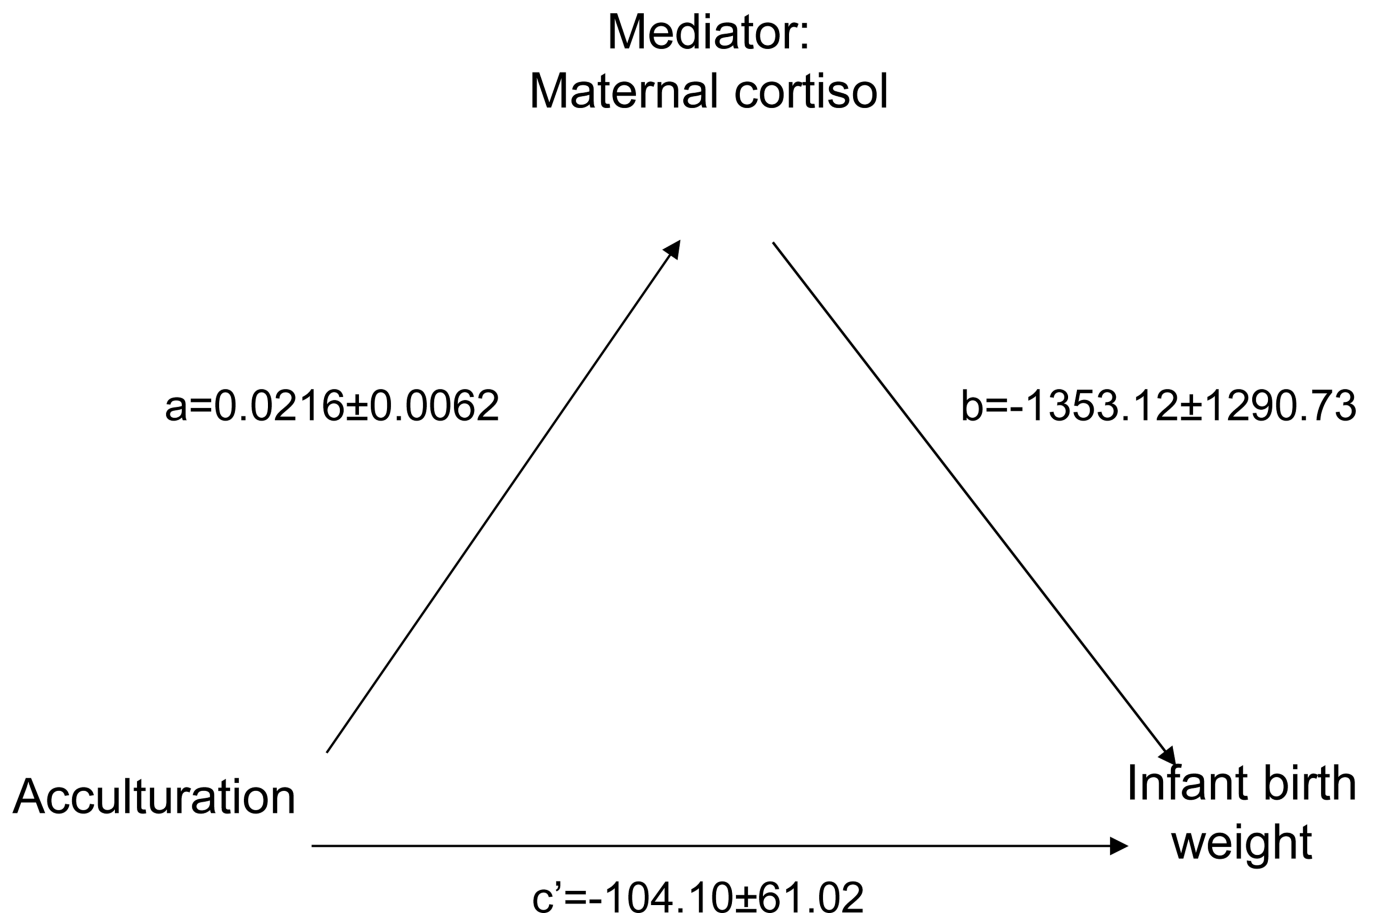 Mediator:
Maternal cortisol
a=0.0216±0.0062
b=-1353.12±1290.73
Acculturation
Infant birth
weight
c’=-104.10±61.02